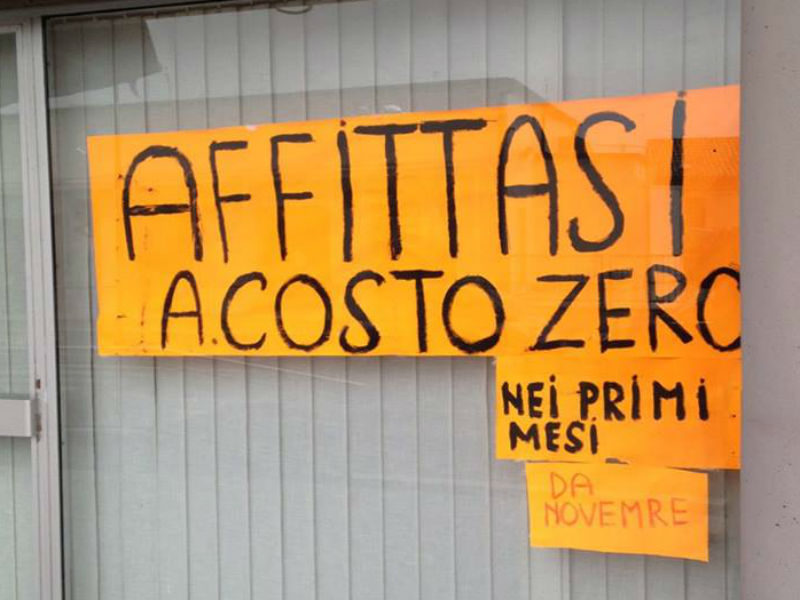 AFFITTASI
A.COSTO ZERO
NEI PRIMI
MESI
DA
NOVEMRE